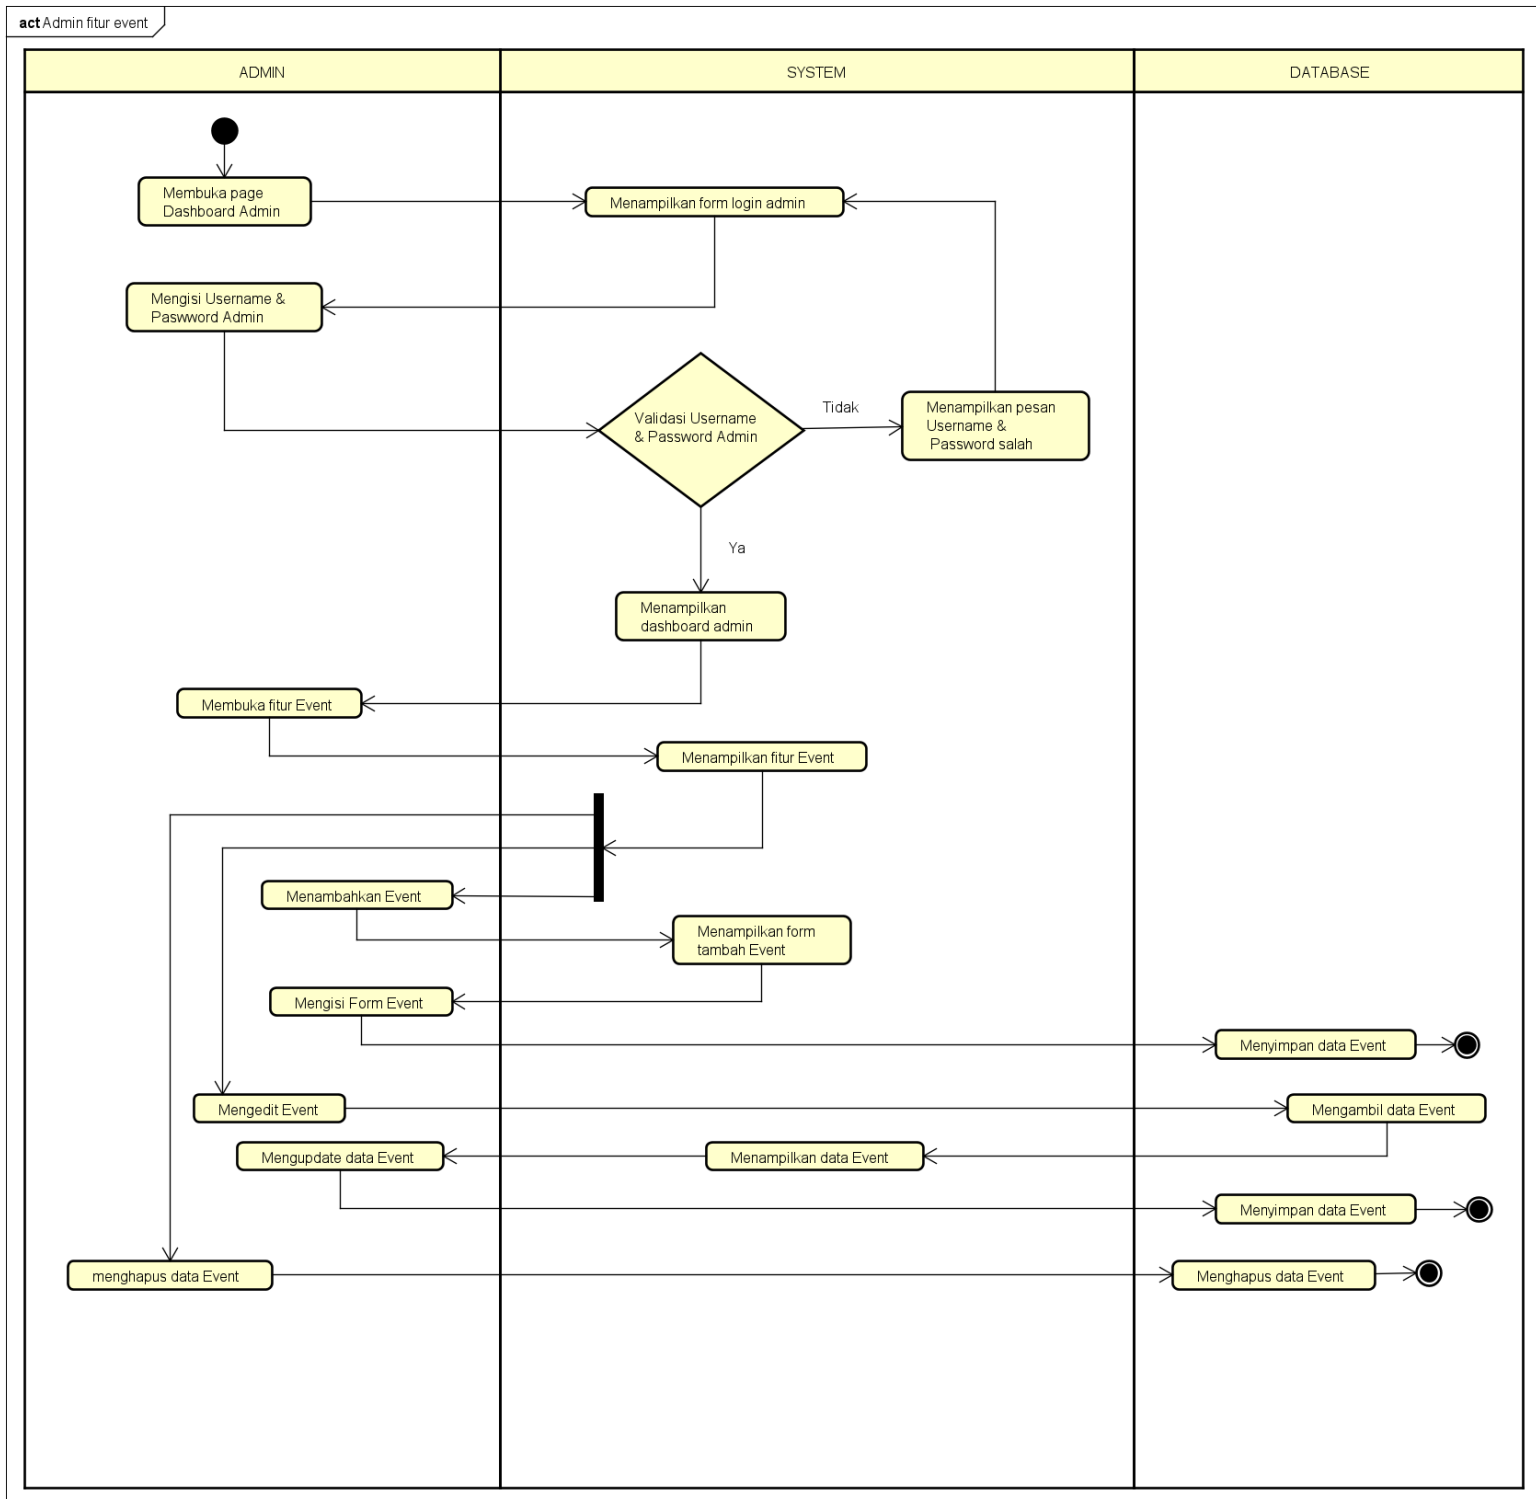 act Admin fitur event
ADMIN
SYSTEM
DATABASE
Membuka page
Dashboard Admin
Menampilkan form login admin
Mengisi Username &
Paswword Admin
Validasi Username
& Password Admin
Tidak
Menampilkan pesan
Username &
Password salah
Ya
Menampilkan
dashboard admin
Membuka fitur Event
Menampilkan fitur Event
Menambahkan Event
Menampilkan form
tambah Event
Mengisi Form Event
Menyimpan data Event
Mengedit Event
Mengambil data Event
Mengupdate data Event
Menampilkan data Event
Menyimpan data Event
menghapus data Event
Menghapus data Event